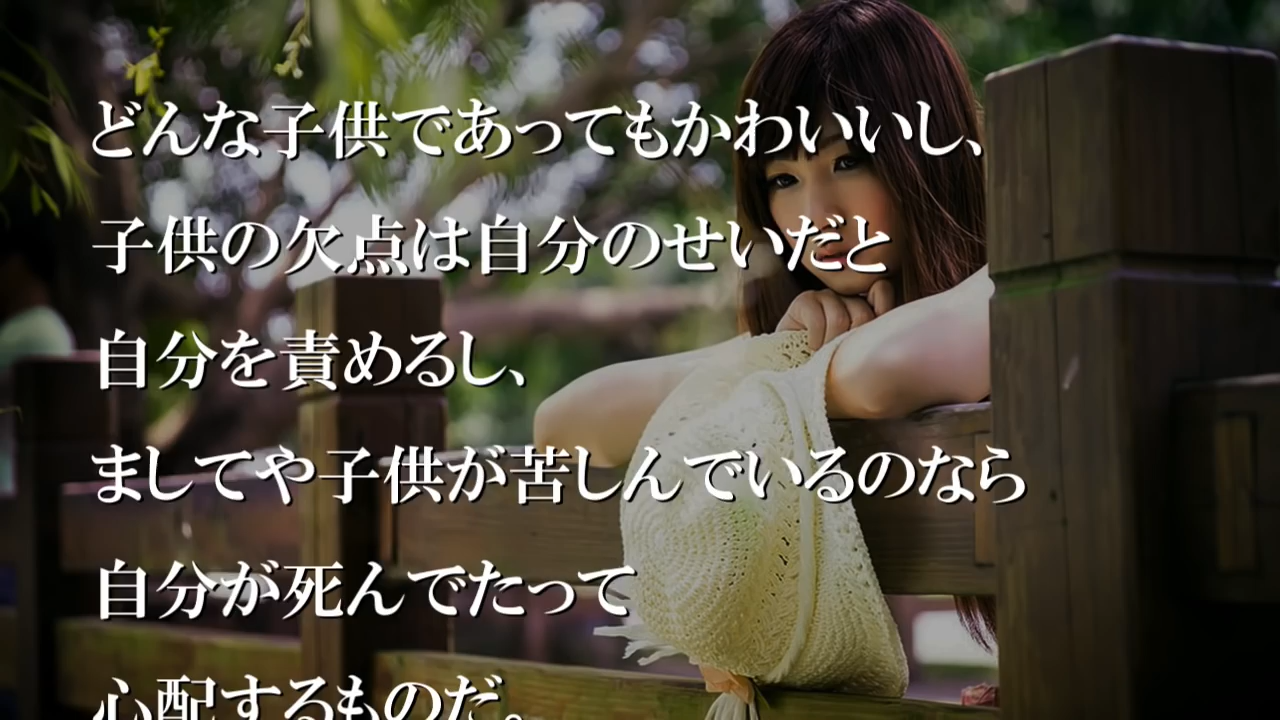 どんな子供であってもかわいいし、
子供の欠点は自分のせいだと
自分を責めるし、
ましてや子供が苦しんでいるのなら
自分が死んでたって
心配するものだ。